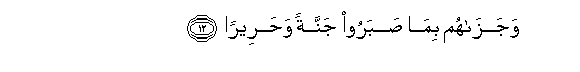 وَجَزَىٰهُم بِمَا صَبَرُوا۟ جَنَّةً وَحَرِيرًا ۝١٢